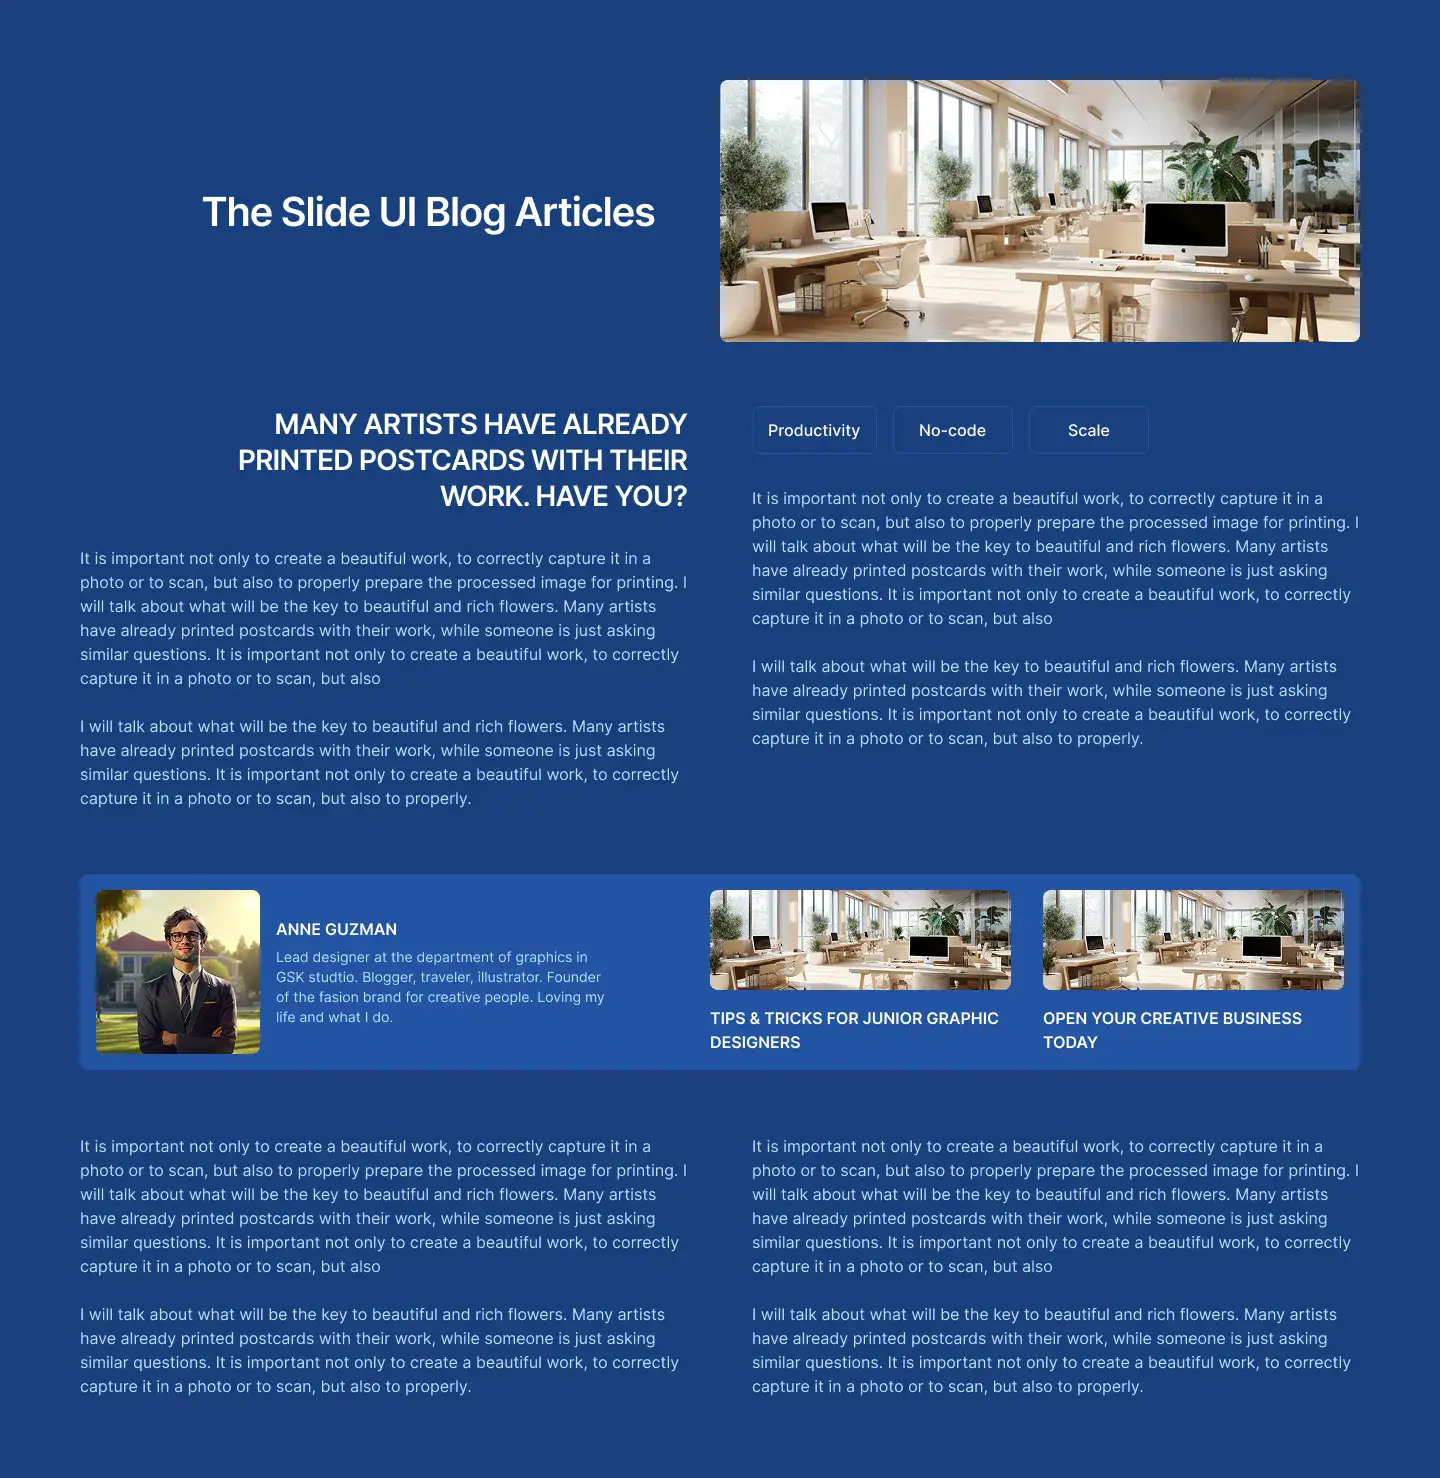 The Slide UI Blog Articles
MANY ARTISTS HAVE ALREADY
PRINTED POSTCARDS WITH THEIR
WORK. HAVE YOU?
It is important not only to create a beautiful work, to correctly capture it in a
photo or to scan, but also to properly prepare the processed image for printing. I
will talk about what will be the key to beautiful and rich flowers. Many artists
have already printed postcards with their work, while someone is just asking
similar questions. It is important not only to create a beautiful work, to correctly
capture it in a photo or to scan, but also
I will talk about what will be the key to beautiful and rich flowers. Many artists
have already printed postcards with their work, while someone is just asking
similar questions. It is important not only to create a beautiful work, to correctly
capture it in a photo or to scan, but also to properly.
Productivity
No-code
Scale
It is important not only to create a beautiful work, to correctly capture it in a
photo or to scan, but also to properly prepare the processed image for printing. I
will talk about what will be the key to beautiful and rich flowers. Many artists
have already printed postcards with their work, while someone is just asking
similar questions. It is important not only to create a beautiful work, to correctly
capture it in a photo or to scan, but also
I will talk about what will be the key to beautiful and rich flowers. Many artists
have already printed postcards with their work, while someone is just asking
similar questions. It is important not only to create a beautiful work, to correctly
capture it in a photo or to scan, but also to properly.
ANNE GUZMAN
Lead designer at the department of graphics in
GSK studtio. Blogger, traveler, illustrator. Founder
of the fasion brand for creative people. Loving my
life and what I do.
TIPS & TRICKS FOR JUNIOR GRAPHIC
DESIGNERS
OPEN YOUR CREATIVE BUSINESS
TODAY
It is important not only to create a beautiful work, to correctly capture it in a
photo or to scan, but also to properly prepare the processed image for printing. I
will talk about what will be the key to beautiful and rich flowers. Many artists
have already printed postcards with their work, while someone is just asking
similar questions. It is important not only to create a beautiful work, to correctly
capture it in a photo or to scan, but also
I will talk about what will be the key to beautiful and rich flowers. Many artists
have already printed postcards with their work, while someone is just asking
similar questions. It is important not only to create a beautiful work, to correctly
capture it in a photo or to scan, but also to properly.
It is important not only to create a beautiful work, to correctly capture it in a
photo or to scan, but also to properly prepare the processed image for printing. I
will talk about what will be the key to beautiful and rich flowers. Many artists
have already printed postcards with their work, while someone is just asking
similar questions. It is important not only to create a beautiful work, to correctly
capture it in a photo or to scan, but also
I will talk about what will be the key to beautiful and rich flowers. Many artists
have already printed postcards with their work, while someone is just asking
similar questions. It is important not only to create a beautiful work, to correctly
capture it in a photo or to scan, but also to properly.